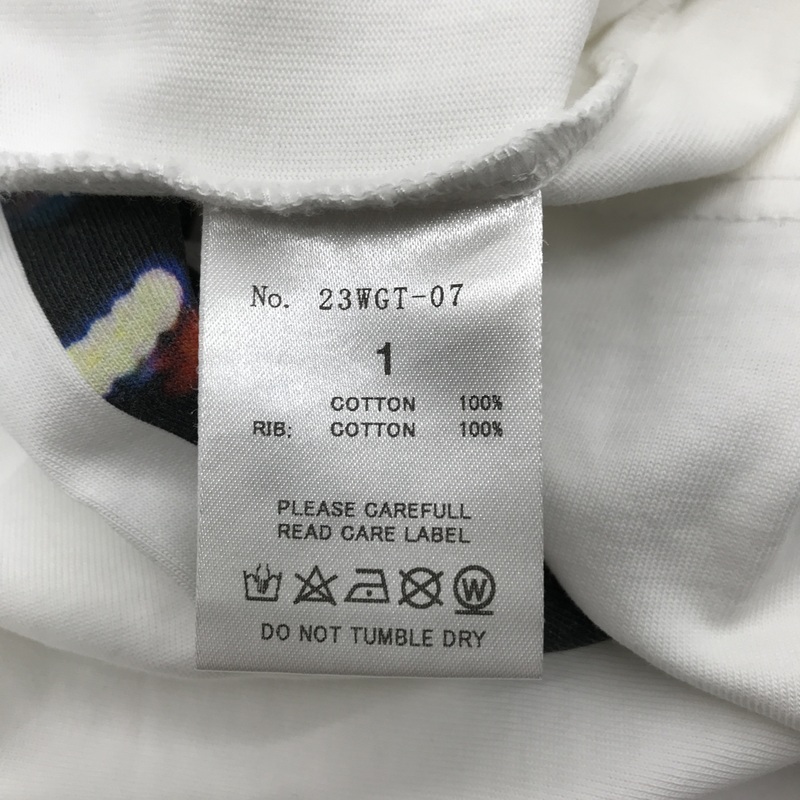 No. 23WGT-07
1
COTTON 100%
RIB; COTTON 100%
PLEASE CAREFULL
READ CARE LABEL
W
DO NOT TUMBLE DRY